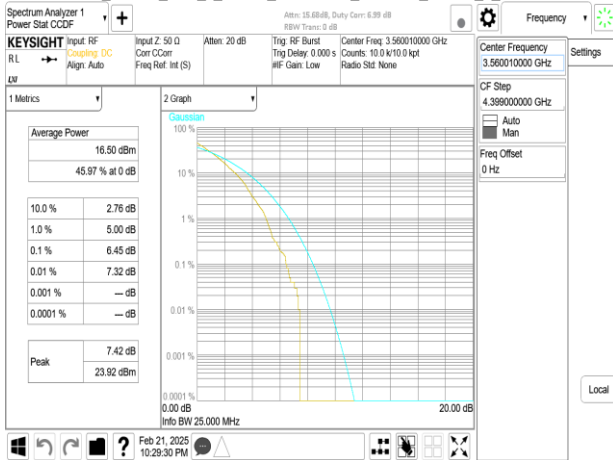 Spectrum Analyzer 1
Power Stat CCDF
Attn: 15.68dB, Duty Corr: 6.99 dB
RBW Trans: 0 dB
Frequency
KEYSIGHT
RL
LXI
Input: RF
Coupling: DC
Align: Auto
Input Z: 50 Ω
Corr CCorr
Freq Ref: Int (S)
Atten: 20 dB
Trig: RF Burst
Trig Delay: 0.000 s
#IF Gain: Low
Center Freq: 3.560010000 GHz
Counts: 10.0 k/10.0 kpt
Radio Std: None
Center Frequency
3.560010000 GHz
Settings
CF Step
4.399000000 GHz
Auto
Man
Freq Offset
0 Hz
1 Metrics
Average Power
16.50 dBm
45.97 % at 0 dB
10.0 % 2.76 dB
1.0 % 5.00 dB
0.1 % 6.45 dB
0.01 % 7.32 dB
0.001 % --- dB
0.0001 % --- dB
Peak
7.42 dB
23.92 dBm
2 Graph
Gaussian
100 %
10 %
1 %
0.1 %
0.01 %
0.001 %
0.0001 %
0.00 dB
20.00 dB
Info BW 25.000 MHz
Local
?
Feb 21, 2025
10:29:30 PM